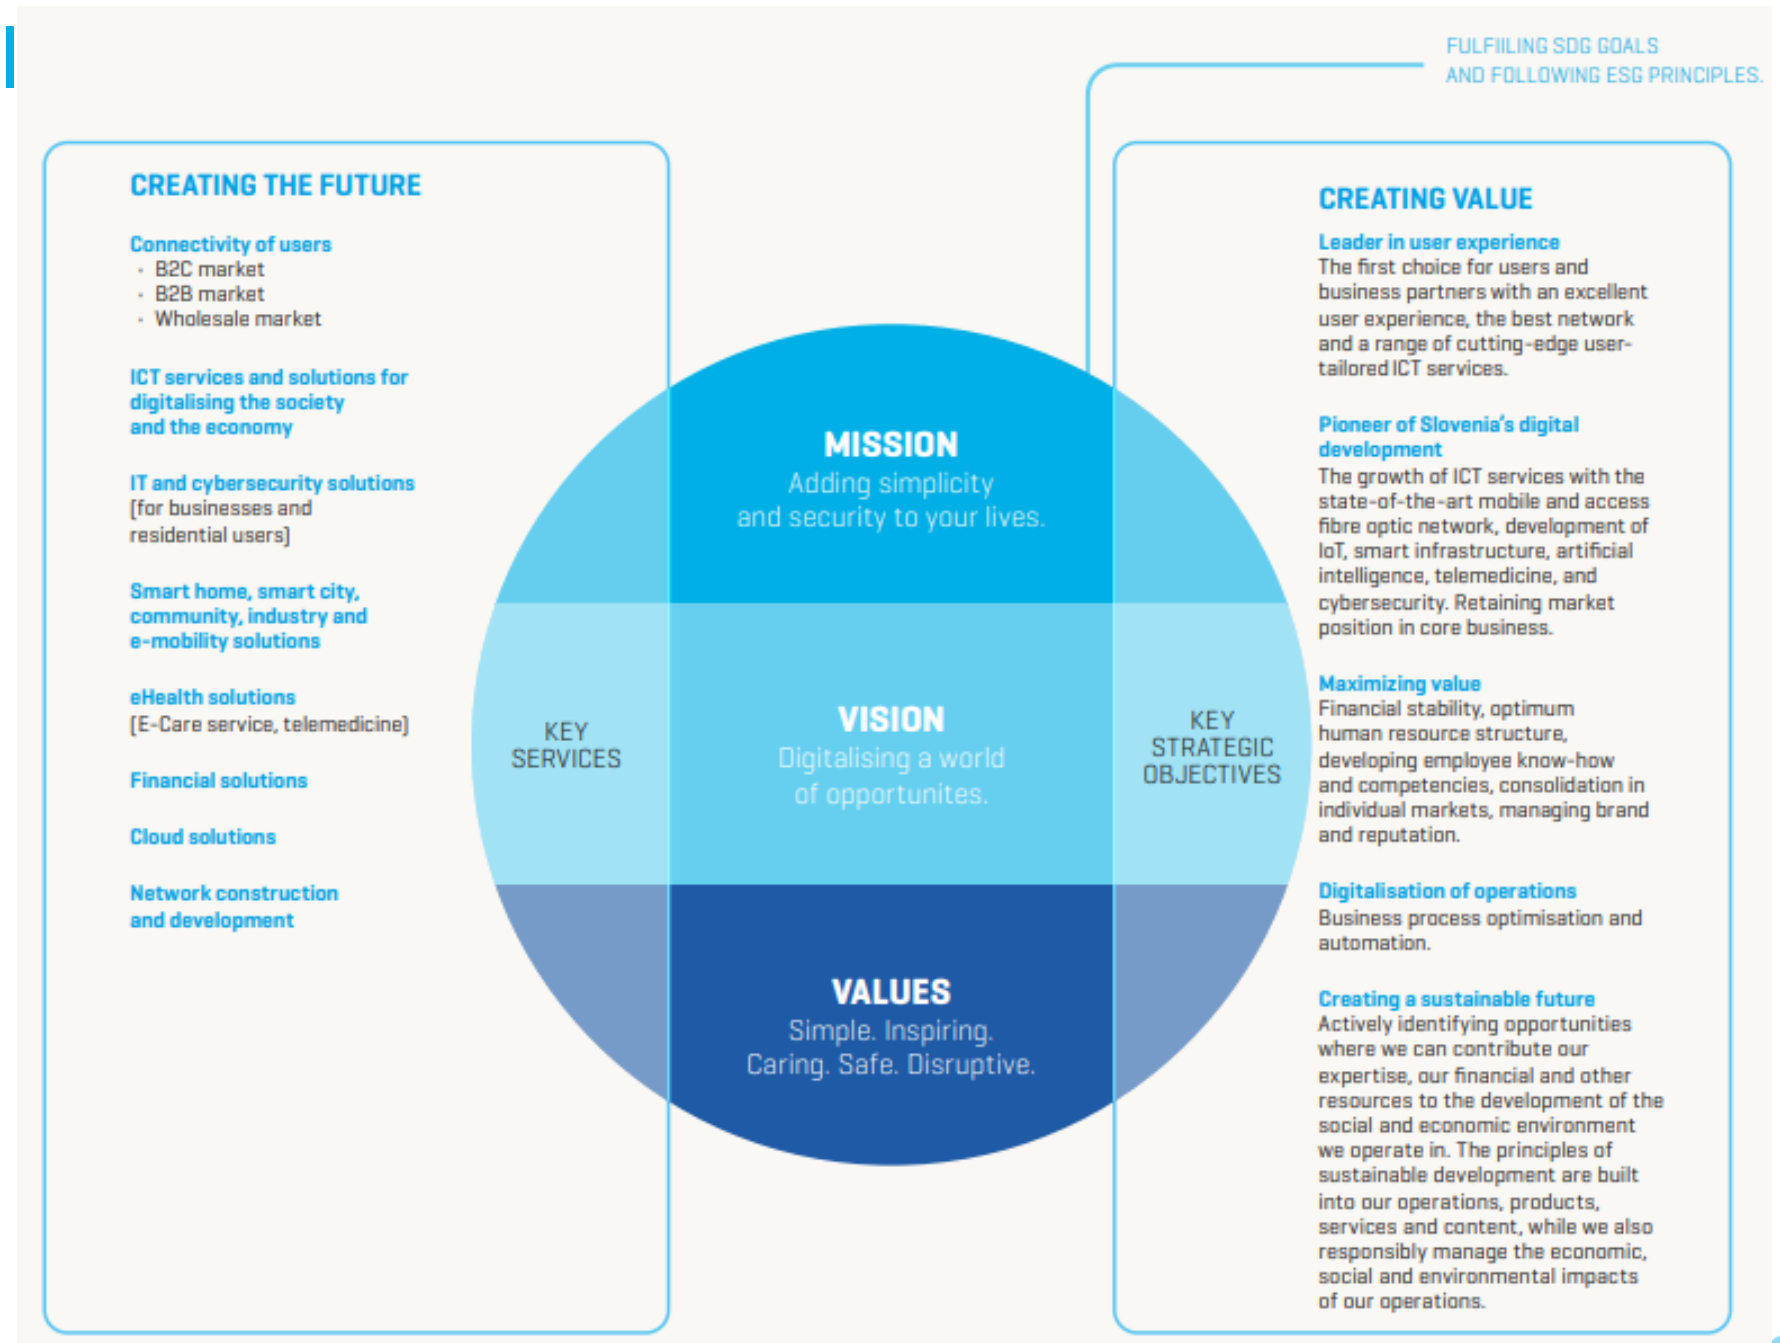 FULFIILING SDG GOALS
AND FOLLOWING ESG PRINCIPLES.
CREATING THE FUTURE
Connectivity of users
• B2C market
• B2B market
• Wholesale market
ICT services and solutions for
digitalising the society
and the economy
IT and cybersecurity solutions
[for businesses and
residential users]
Smart home, smart city,
community, industry and
e-mobility solutions
eHealth solutions
[E-Care service, telemedicine]
Financial solutions
Cloud solutions
Network construction
and development
KEY
SERVICES
MISSION
Adding simplicity
and security to your lives.
VISION
Digitalising a world
of opportunites.
VALUES
Simple. Inspiring.
Caring. Safe. Disruptive.
KEY
STRATEGIC
OBJECTIVES
CREATING VALUE
Leader in user experience
The first choice for users and
business partners with an excellent
user experience, the best network
and a range of cutting-edge user-
tailored ICT services.
Pioneer of Slovenia's digital
development
The growth of ICT services with the
state-of-the-art mobile and access
fibre optic network, development of
IoT, smart infrastructure, artificial
intelligence, telemedicine, and
cybersecurity. Retaining market
position in core business.
Maximizing value
Financial stability, optimum
human resource structure,
developing employee know-how
and competencies, consolidation in
individual markets, managing brand
and reputation.
Digitalisation of operations
Business process optimisation and
automation.
Creating a sustainable future
Actively identifying opportunities
where we can contribute our
expertise, our financial and other
resources to the development of the
social and economic environment
we operate in. The principles of
sustainable development are built
into our operations, products,
services and content, while we also
responsibly manage the economic,
social and environmental impacts
of our operations.